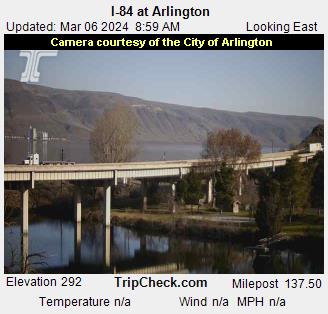 I-84 at Arlington
Updated: Mar 06 2024 8:59 AM Looking East
Camera courtesy of the City of Arlington
Elevation 292 TripCheck.com Milepost 137.50
Temperature n/a Wind n/a MPH n/a